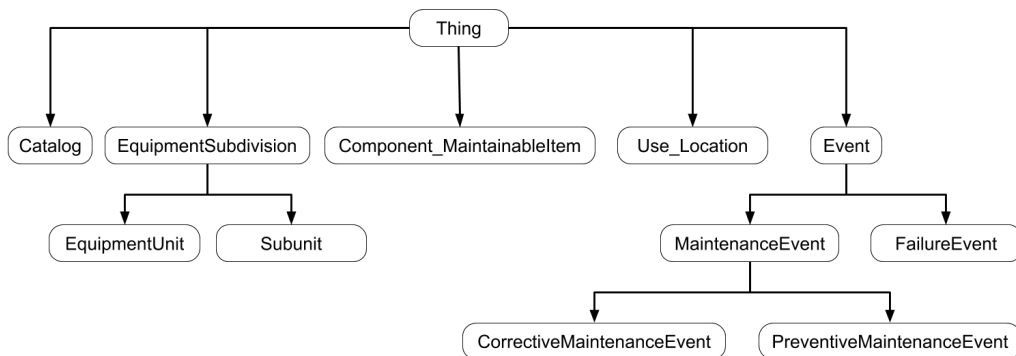 Thing
Catalog
EquipmentSubdivision
Component_MaintainableItem
Use_Location
Event
EquipmentUnit
Subunit
MaintenanceEvent
FailureEvent
CorrectiveMaintenanceEvent
PreventiveMaintenanceEvent